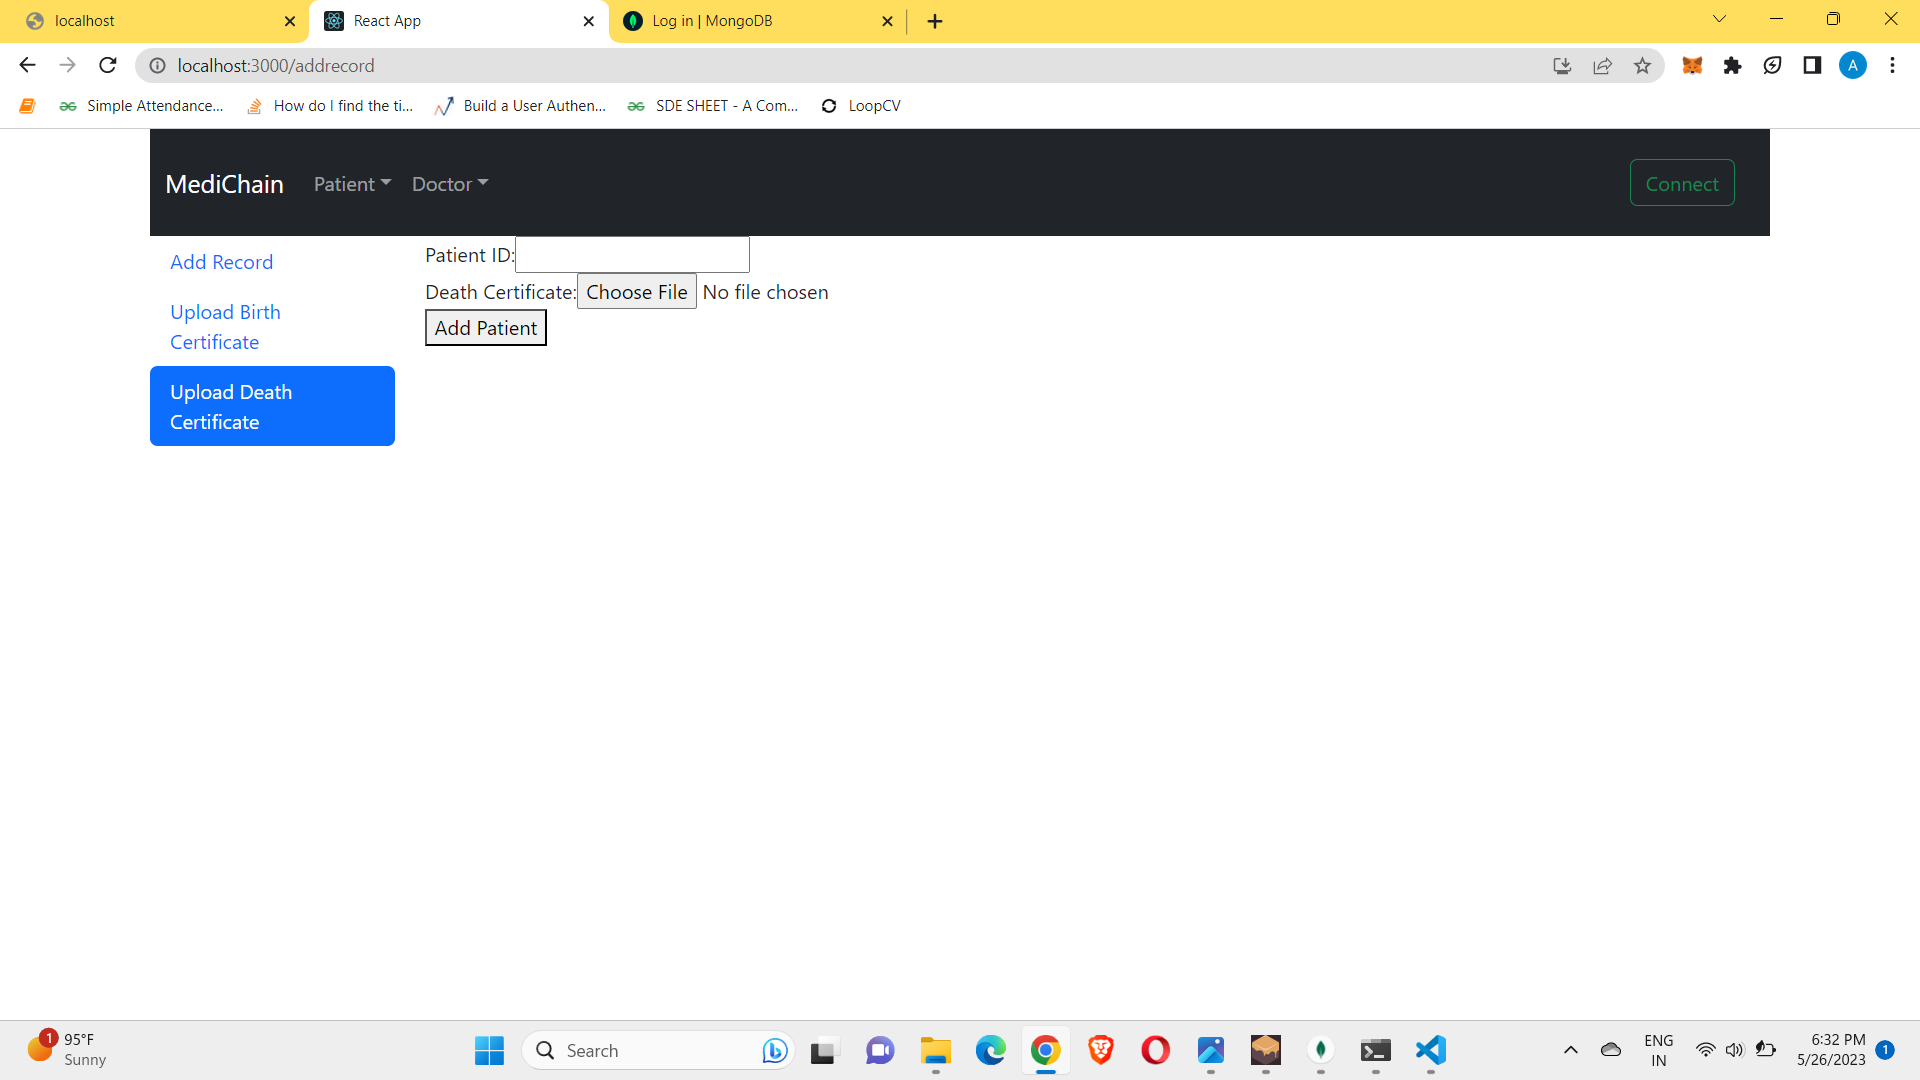 localhost
React App
Log in | MongoDB
localhost:3000/addrecord
A
Simple Attendance...
How do I find the ti...
Build a User Authen...
SDE SHEET - A Com...
LoopCV
MediChain
Patient
Doctor
Connect
Add Record
Upload Birth
Certificate
Upload Death
Certificate
Patient ID:
Death Certificate: Choose File No file chosen
Add Patient
1
95°F
Sunny
Search
ENG
IN
6:32 PM
5/26/2023
1